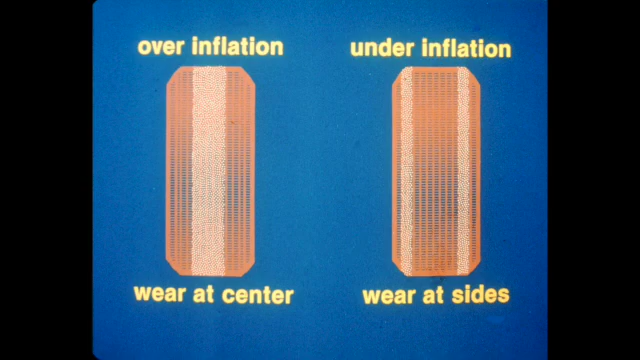 over inflation
under inflation
wear at center
wear at sides